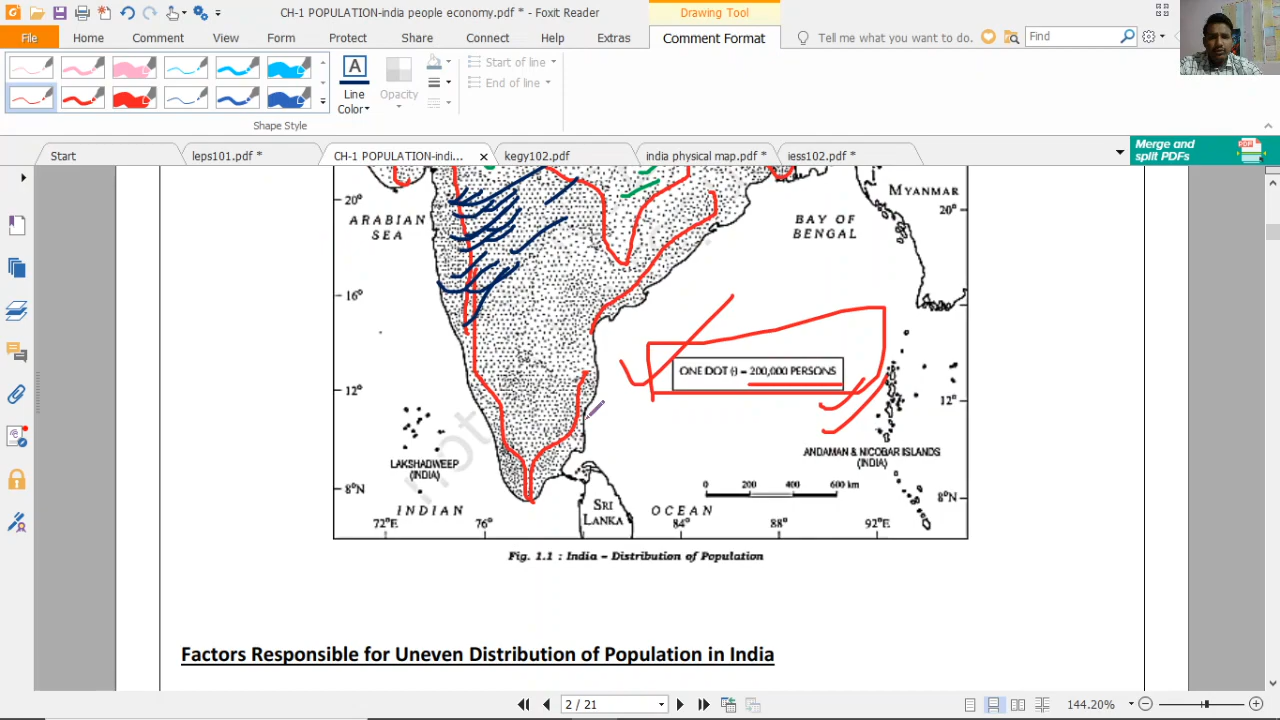 CH-1 POPULATION-india people economy.pdf * - Foxit Reader
Drawing Tool
File Home Comment View Form Protect Share Connect Help Extras Comment Format Tell me what you want to do. Find
A
Line Color
Opacity
Start of line
End of line
Shape Style
Start leps101.pdf * CH-1 POPULATION-indi... × kegy102.pdf india physical map.pdf * iess102.pdf *
Merge and split PDFs
20°
ARABIAN SEA
BAY OF BENGAL
MYANMAR
20°
16°
ONE DOT (·) = 200,000 PERSONS
12°
12°
LAKSHADWEEP (INDIA)
ANDAMAN & NICOBAR ISLANDS (INDIA)
not
8°N
INDIAN
SRI LANKA
OCEAN
0 200 400 600 km
8°N
72°E 76° 84° 88° 92°E
Fig. 1.1 : India – Distribution of Population
Factors Responsible for Uneven Distribution of Population in India
2 / 21
144.20%